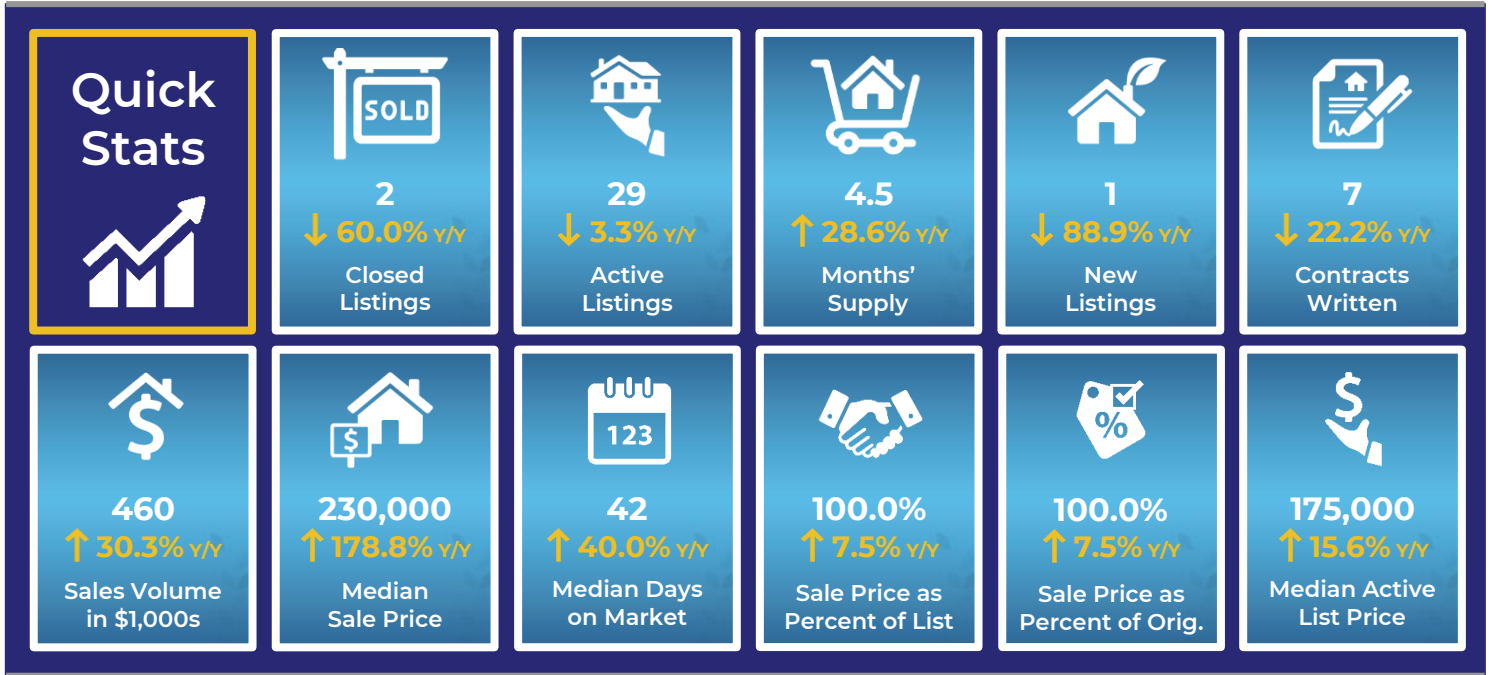 Quick
Stats
SOLD
2
↓ 60.0% Y/Y
Closed
Listings
29
↓ 3.3% Y/Y
Active
Listings
4.5
↑ 28.6% Y/Y
Months’
Supply
1
↓ 88.9% Y/Y
New
Listings
7
↓ 22.2% Y/Y
Contracts
Written
$
460
↑ 30.3% Y/Y
Sales Volume
in $1,000s
$
230,000
↑ 178.8% Y/Y
Median
Sale Price
123
42
↑ 40.0% Y/Y
Median Days
on Market
100.0%
↑ 7.5% Y/Y
Sale Price as
Percent of List
%
100.0%
↑ 7.5% Y/Y
Sale Price as
Percent of Orig.
$
175,000
↑ 15.6% Y/Y
Median Active
List Price